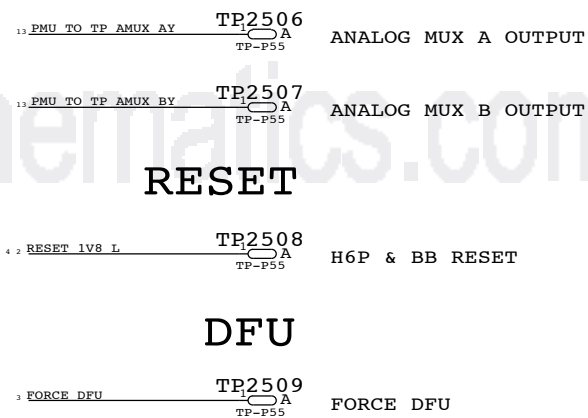 TP2506
13 PMU TO TP AMUX AY 1 A ANALOG MUX A OUTPUT
TP-P55
TP2507
13 PMU TO TP AMUX BY 1 A ANALOG MUX B OUTPUT
TP-P55
hematics.com
RESET
TP2508
4 2 RESET 1V8 L 1 A H6P & BB RESET
TP-P55
DFU
TP2509
3 FORCE DFU 1 A FORCE DFU
TP-P55